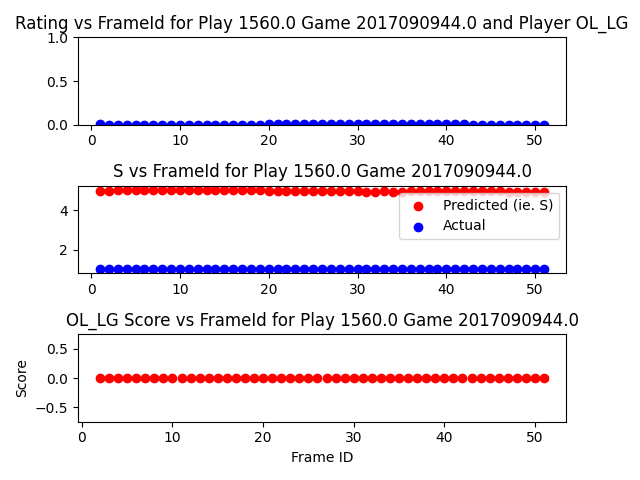 Rating vs FrameId for Play 1560.0 Game 2017090944.0 and Player OL_LG
1.0
0.5
0.0
0 10 20 30 40 50
S vs FrameId for Play 1560.0 Game 2017090944.0
4
2
Predicted (ie. S)
Actual
0 10 20 30 40 50
OL_LG Score vs FrameId for Play 1560.0 Game 2017090944.0
Score
0.5
0.0
−0.5
0 10 20 30 40 50
Frame ID